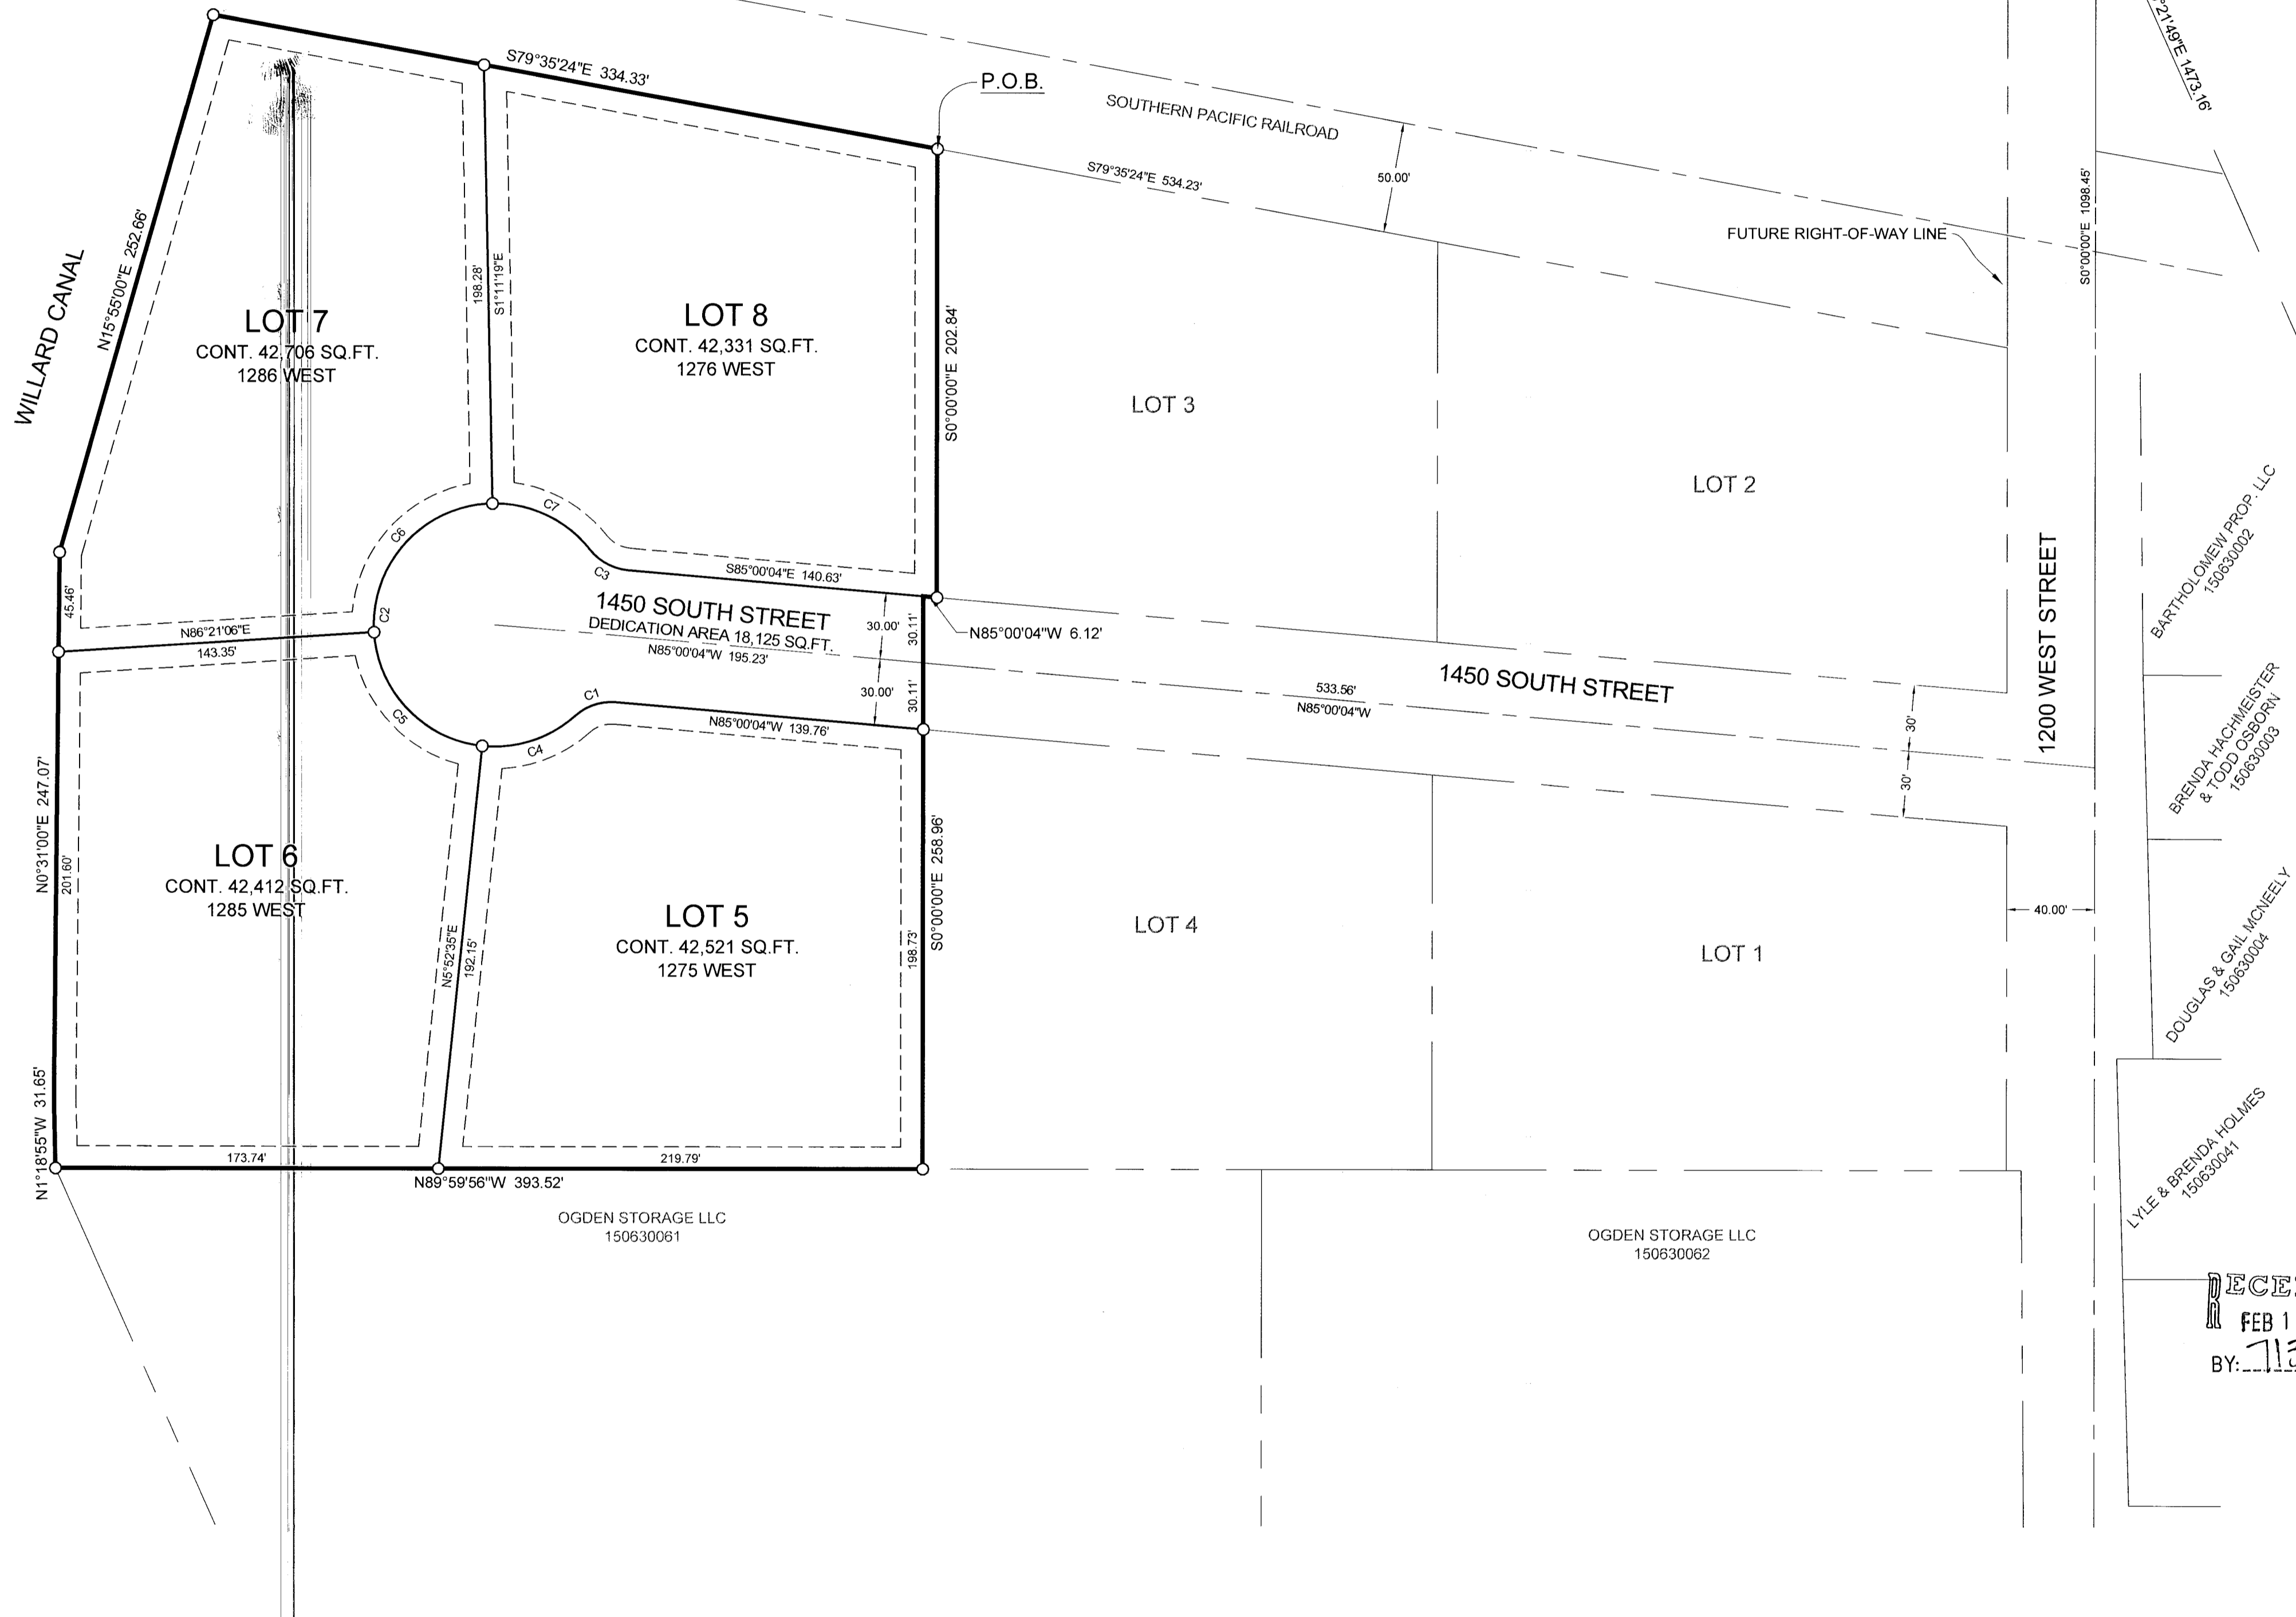 S79°35'24"E 334.33'
P.O.B.
SOUTHERN PACIFIC RAILROAD
S79°35'24"E 534.23'
50.00'
FUTURE RIGHT-OF-WAY LINE
S0°00'00"E 1098.45'
°21'49"E 1473.16'
WILLARD CANAL
N15°55'00"E 252.66'
LOT 7
CONT. 42,706 SQ.FT.
1286 WEST
198.28'
S1°11'19"E
LOT 8
CONT. 42,331 SQ.FT.
1276 WEST
S0°00'00"E 202.84'
LOT 3
LOT 2
C7
C6
C3
C2
S85°00'04"E 140.63'
45.46'
N86°21'06"E
143.35'
1450 SOUTH STREET
DEDICATION AREA 18,125 SQ.FT.
N85°00'04"W 195.23'
30.00'
30.11'
N85°00'04"W 6.12'
30.00'
30.11'
C1
C5
C4
N85°00'04"W 139.76'
1450 SOUTH STREET
533.56'
N85°00'04"W
30'
30'
1200 WEST STREET
40.00'
BARTHOLOMEW PROP. LLC
150630002
BRENDA HACHMEISTER
& TODD OSBORN
150630003
DOUGLAS & GAIL MCNEELY
150630004
LYLE & BRENDA HOLMES
150630041
N0°31'00"E 247.07'
201.60'
LOT 6
CONT. 42,412 SQ.FT.
1285 WEST
N5°52'35"E
192.15'
LOT 5
CONT. 42,521 SQ.FT.
1275 WEST
198.73'
S0°00'00"E 258.96'
LOT 4
LOT 1
N1°18'55"W 31.65'
173.74'
219.79'
N89°59'56"W 393.52'
OGDEN STORAGE LLC
150630061
OGDEN STORAGE LLC
150630062
RECE
FEB 1
BY: